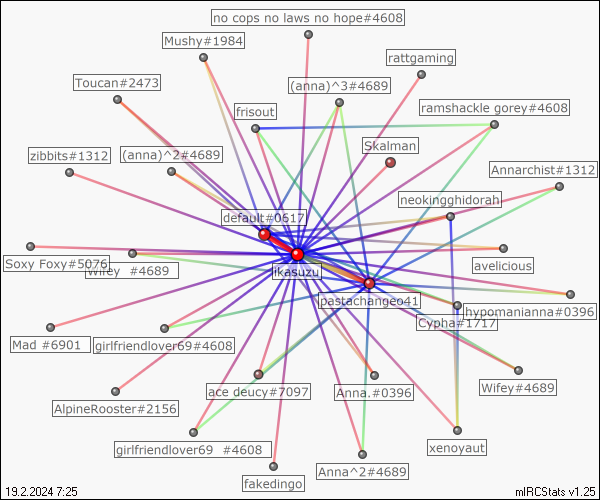 no cops no laws no hope#4608
Mushy#1984
rattgaming
Toucan#2473
(anna)^3#4689
frisout
ramshackle gorey#4608
zibbits#1312
(anna)^2#4689
Skalman
Annarchist#1312
neokingghidorah
default#0617
Soxy Foxy#5076
Wifey #4689
likasuzu
avelicious
pastachangeo41
hypomanianna#0396
Cypha#1717
Mad #6901
girlfriendlover69#4608
ace deucy#7097
Anna.#0396
Wifey#4689
AlpineRooster#2156
girlfriendlover69 #4608
xenoyaut
Anna^2#4689
fakedingo
19.2.2024 7:25
mIRCStats v1.25